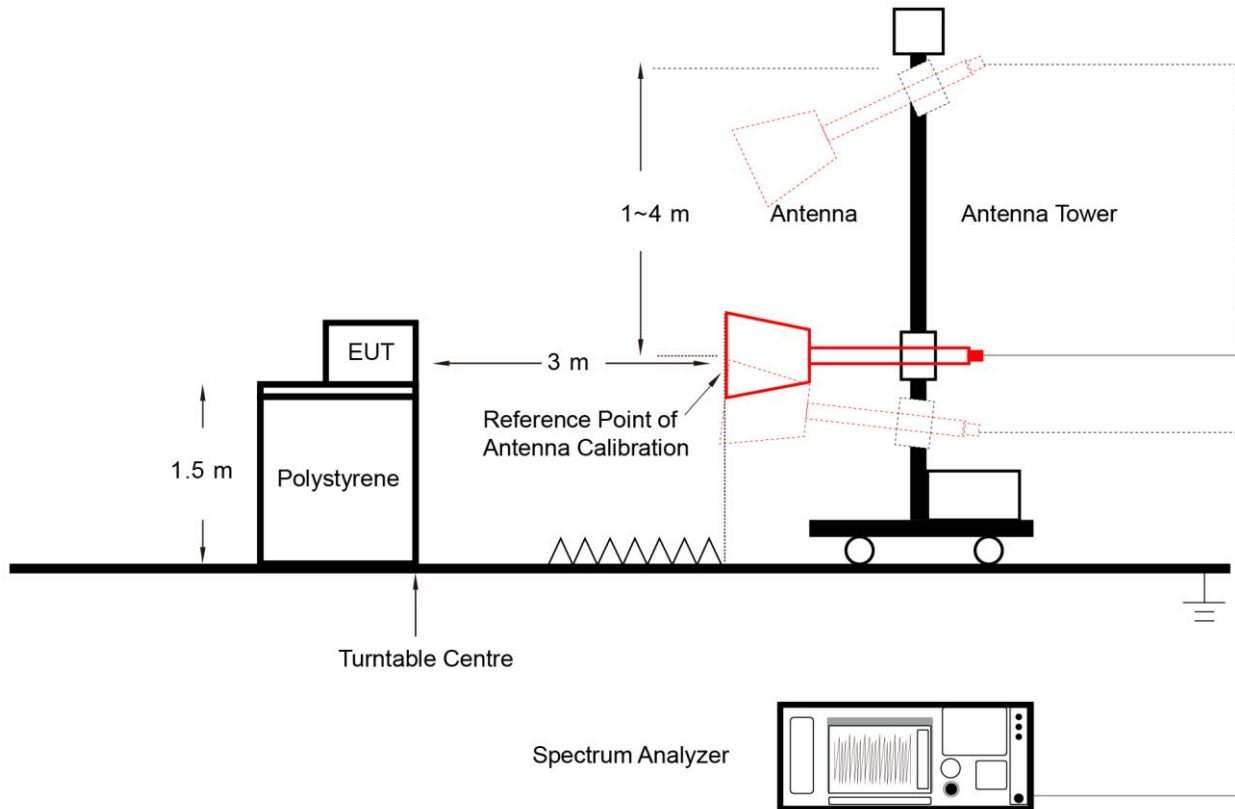 1~4 m
Antenna
Antenna Tower
EUT
3 m
Reference Point of
Antenna Calibration
1.5 m
Polystyrene
Turntable Centre
Spectrum Analyzer